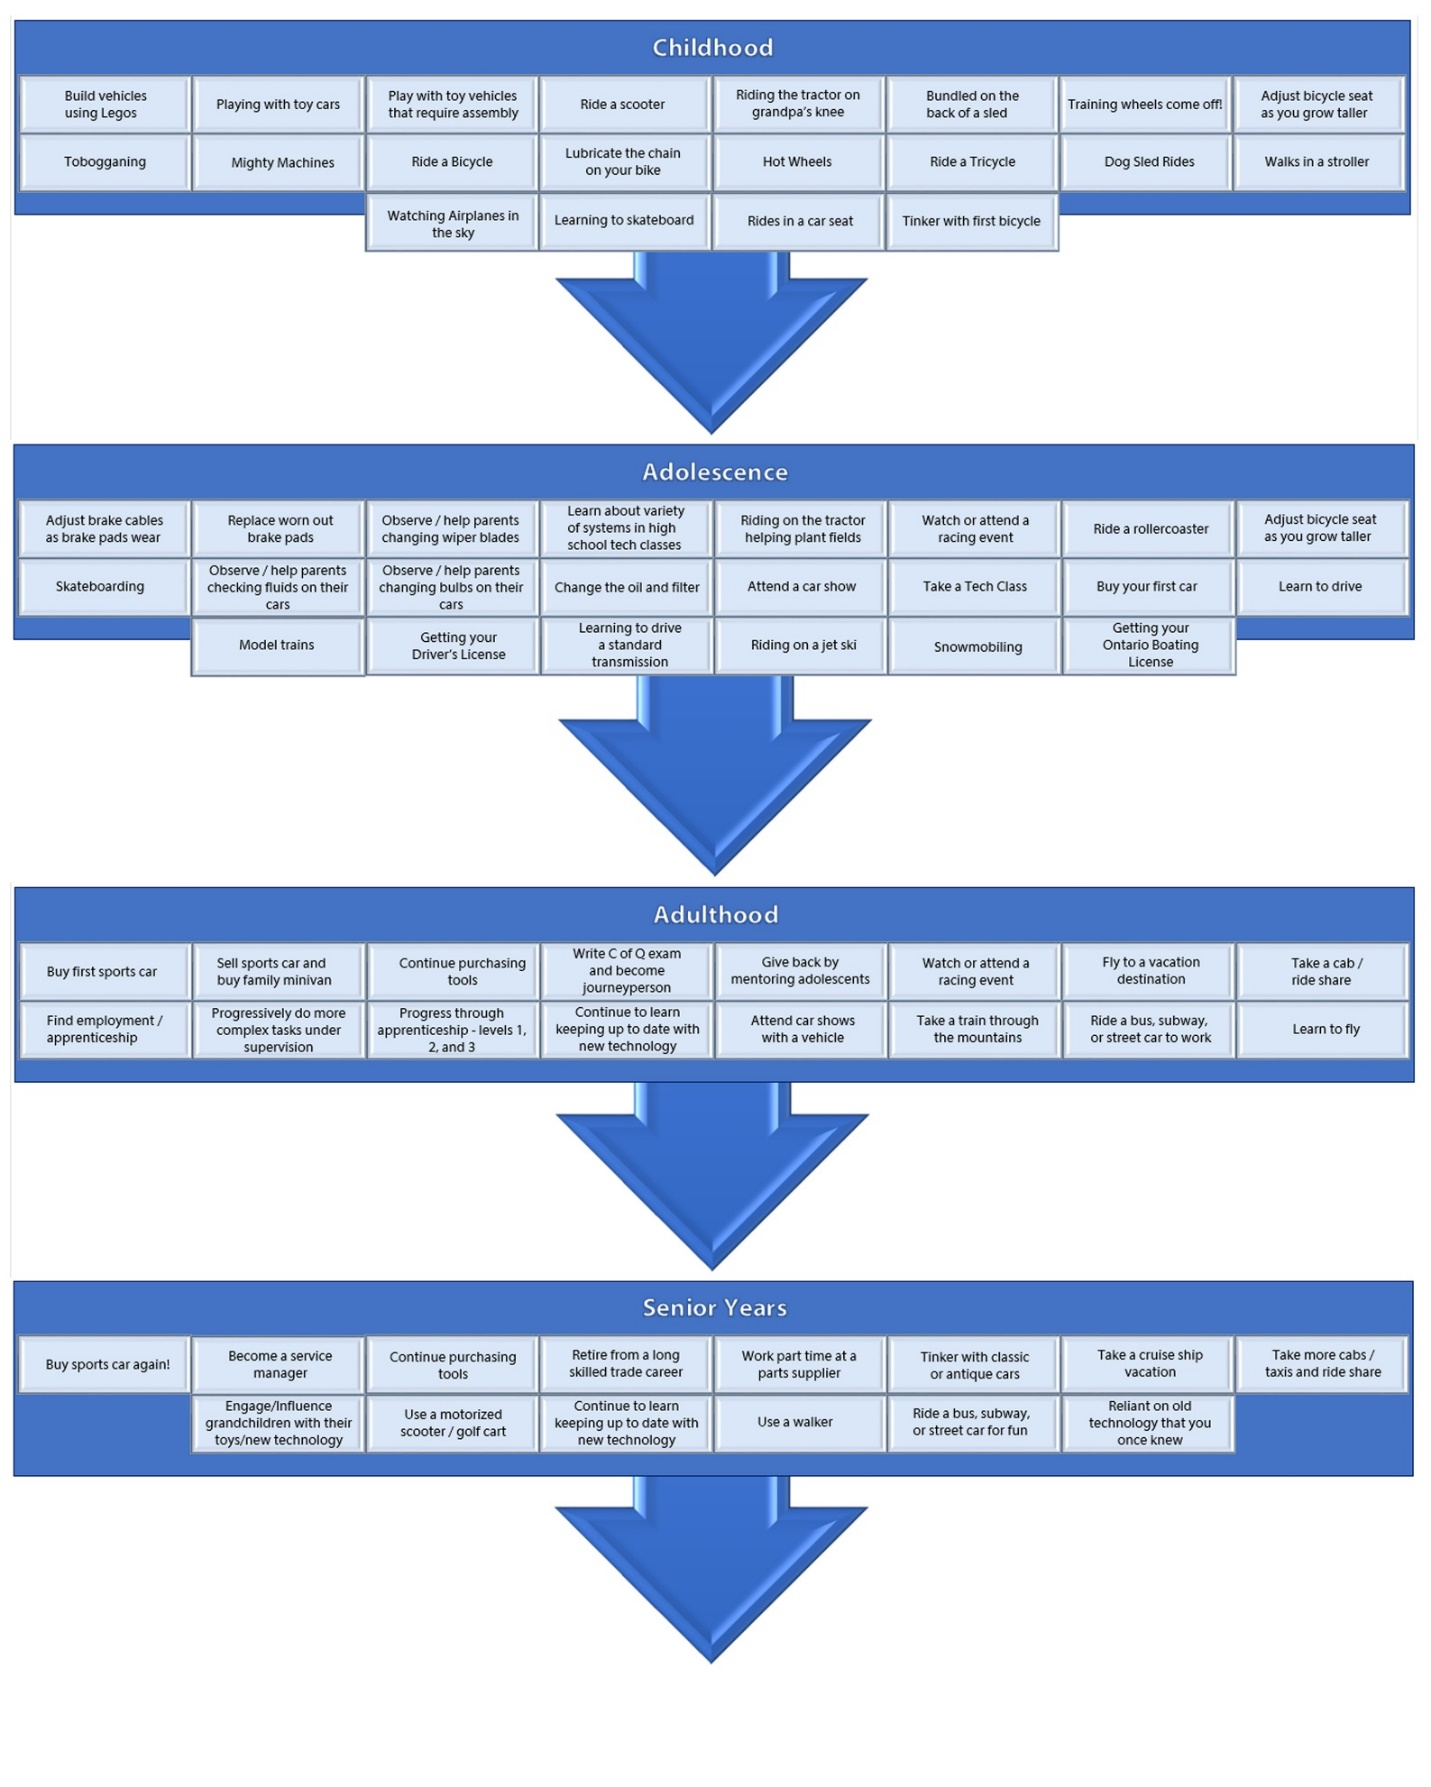 Childhood
Build vehicles
using Legos
Playing with toy cars
Play with toy vehicles
that require assembly
Ride a scooter
Riding the tractor on
grandpa's knee
Bundled on the
back of a sled
Training wheels come off!
Adjust bicycle seat
as you grow taller
Tobogganing
Mighty Machines
Ride a Bicycle
Lubricate the chain
on your bike
Hot Wheels
Ride a Tricycle
Dog Sled Rides
Walks in a stroller
Watching Airplanes in
the sky
Learning to skateboard
Rides in a car seat
Tinker with first bicycle
Adolescence
Adjust brake cables
as brake pads wear
Replace worn out
brake pads
Observe / help parents
changing wiper blades
Learn about variety
of systems in high
school tech classes
Riding on the tractor
helping plant fields
Watch or attend a
racing event
Ride a rollercoaster
Adjust bicycle seat
as you grow taller
Skateboarding
Observe / help parents
checking fluids on their
cars
Observe / help parents
changing bulbs on their
cars
Change the oil and filter
Attend a car show
Take a Tech Class
Buy your first car
Learn to drive
Model trains
Getting your
Driver's License
Learning to drive
a standard
transmission
Riding on a jet ski
Snowmobiling
Getting your
Ontario Boating
License
Adulthood
Buy first sports car
Sell sports car and
buy family minivan
Continue purchasing
tools
Write C of Q exam
and become
journeyperson
Give back by
mentoring adolescents
Watch or attend a
racing event
Fly to a vacation
destination
Take a cab /
ride share
Find employment /
apprenticeship
Progressively do more
complex tasks under
supervision
Progress through
apprenticeship - levels 1,
2, and 3
Continue to learn
keeping up to date with
new technology
Attend car shows
with a vehicle
Take a train through
the mountains
Ride a bus, subway,
or street car to work
Learn to fly
Senior Years
Buy sports car again!
Become a service
manager
Continue purchasing
tools
Retire from a long
skilled trade career
Work part time at a
parts supplier
Tinker with classic
or antique cars
Take a cruise ship
vacation
Take more cabs /
taxis and ride share
Engage/Influence
grandchildren with their
toys/new technology
Use a motorized
scooter / golf cart
Continue to learn
keeping up to date with
new technology
Use a walker
Ride a bus, subway,
or street car for fun
Reliant on old
technology that you
once knew